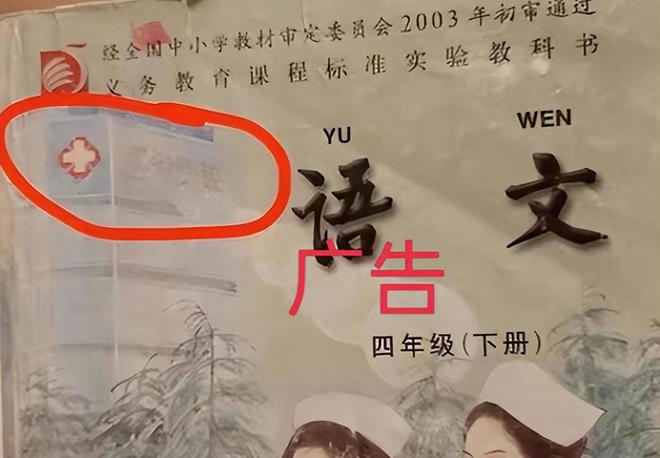 经全国中小学教材审定委员会2003年初审通过
义务教育课程标准实验教科书
YU WEN
语文
广告
四年级(下册)